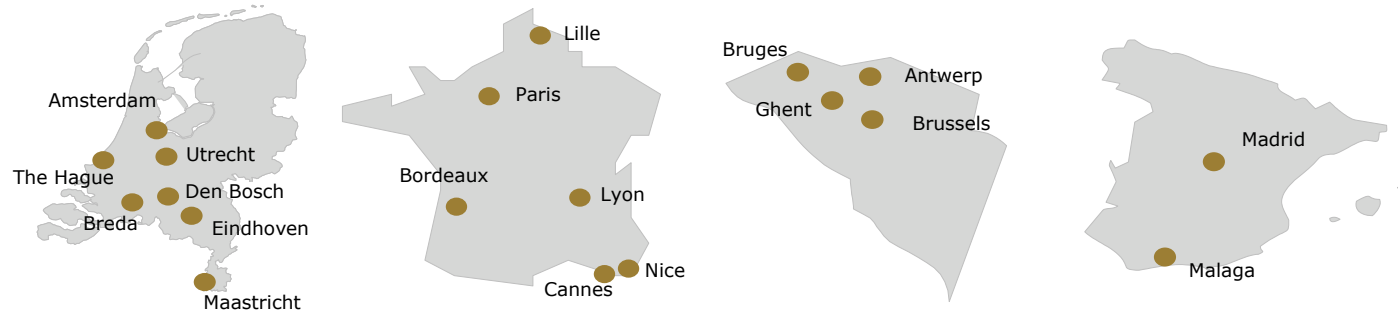 Amsterdam
Utrecht
The Hague
Den Bosch
Breda
Eindhoven
Maastricht
Lille
Paris
Bordeaux
Lyon
Nice
Cannes
Bruges
Antwerp
Ghent
Brussels
Madrid
Malaga